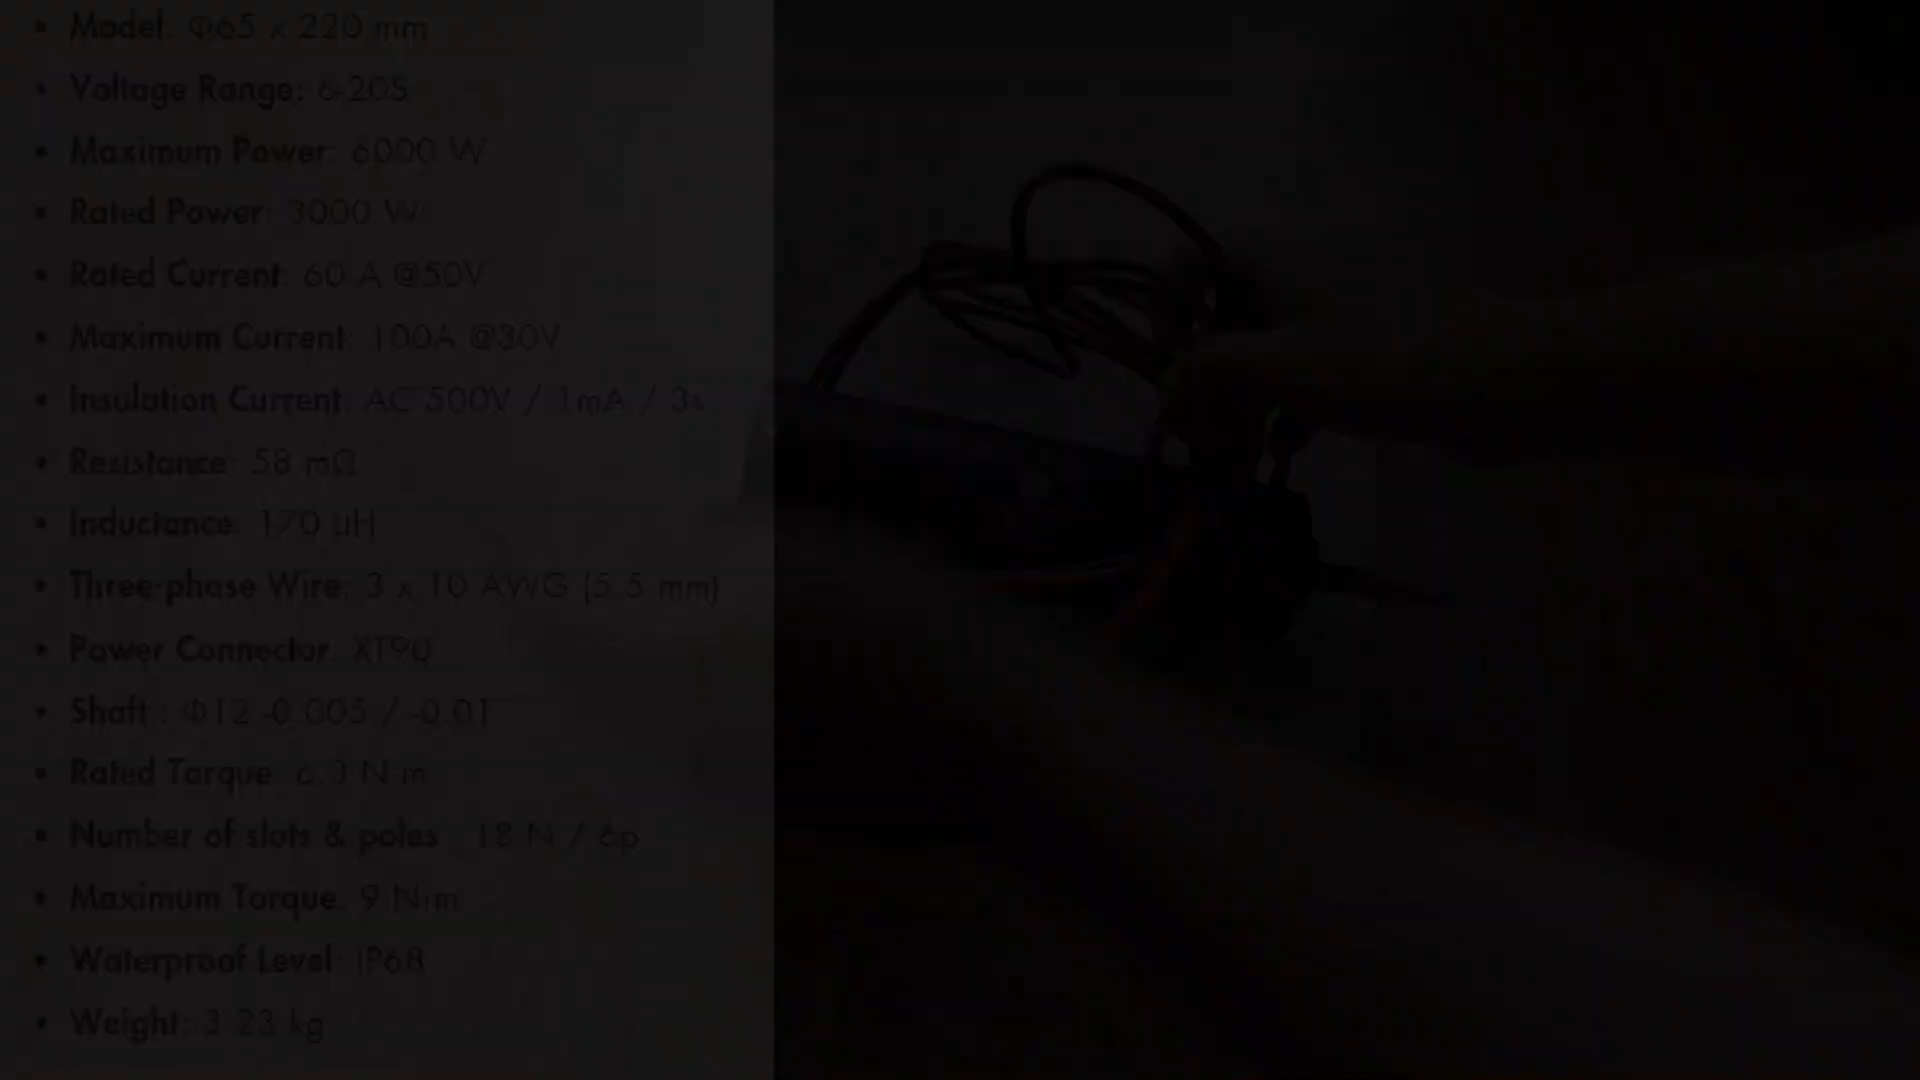 • Model: Φ65 x 220 mm
• Voltage Range: 6-20S
• Maximum Power: 6000 W
• Rated Power: 3000 W
• Rated Current: 60 A @50V
• Maximum Current: 100A @30V
• Insulation Current: AC 500V / 1mA / 3s
• Resistance: 58 mΩ
• Inductance: 170 uH
• Three-phase Wire: 3 x 10 AWG (5.5 mm)
• Power Connector: XT90
• Shaft : Φ12 -0.005 / -0.01
• Rated Torque: 6.3 N·m
• Number of slots & poles : 18 N / 6p
• Maximum Torque: 9 N·m
• Waterproof Level: IP68
• Weight: 3.23 kg